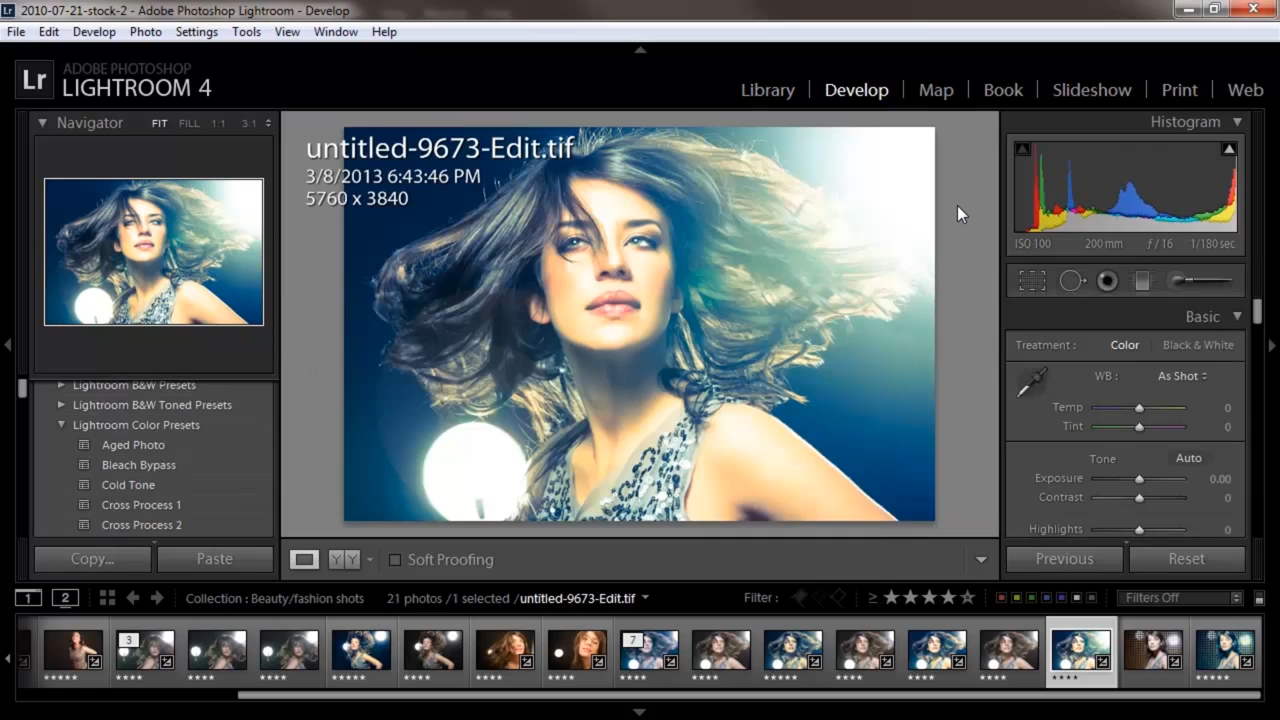 2010-07-21-stock-2 - Adobe Photoshop Lightroom - Develop
File Edit Develop Photo Settings Tools View Window Help
Lr
ADOBE PHOTOSHOP
LIGHTROOM 4
Library | Develop | Map | Book | Slideshow | Print | Web
Navigator FIT FILL 1:1 3:1
untitled-9673-Edit.tif
3/8/2013 6:43:46 PM
5760 x 3840
Histogram
ISO 100 200 mm f / 16 1/180 sec
Basic
Treatment : Color Black & White
WB : As Shot
Temp 0
Tint 0
Tone Auto
Exposure 0.00
Contrast 0
Highlights 0
Lightroom B&W Presets
Lightroom B&W Toned Presets
Lightroom Color Presets
Aged Photo
Bleach Bypass
Cold Tone
Cross Process 1
Cross Process 2
Copy... Paste
Y Y Soft Proofing
Previous Reset
1 2 Collection : Beauty/fashion shots 21 photos /1 selected /untitled-9673-Edit.tif Filter : ≥ ★★★★☆ Filters Off
3 7